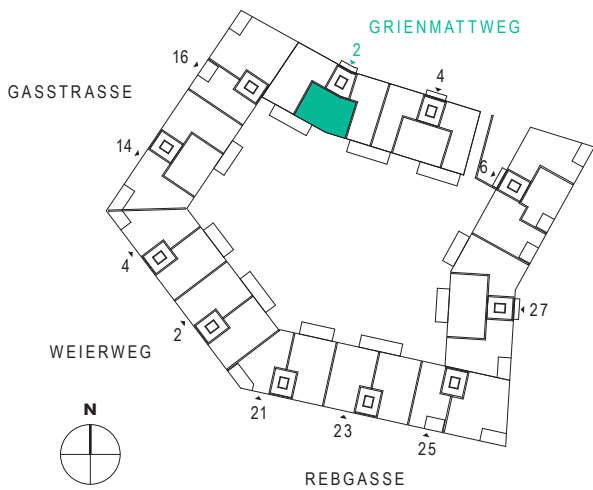 GRIENMATTWEG
2
16
4
GASSTRASSE
14
6
4
27
2
WEIERWEG
21
23
25
N
REBGASSE